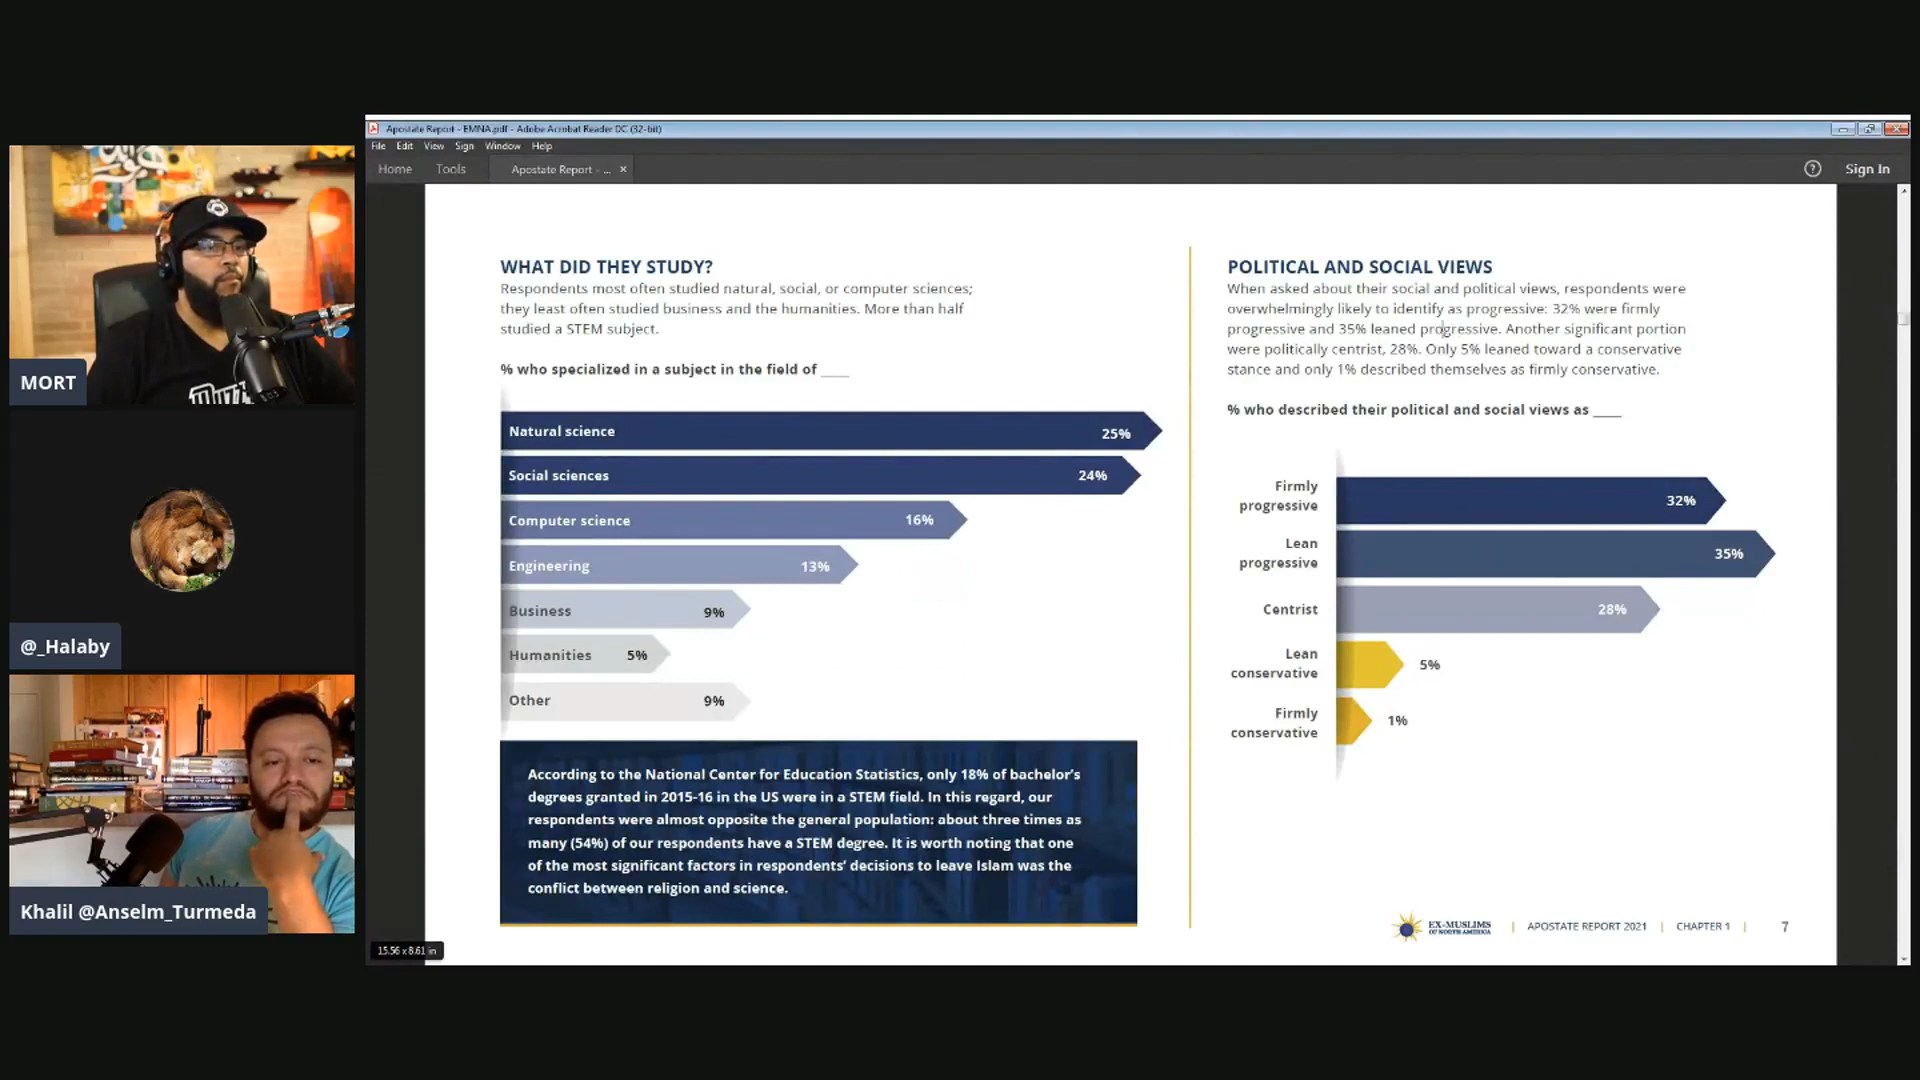 Apostate Report - EMNA.pdf - Adobe Acrobat Reader DC (32-bit)
File Edit View Sign Window Help
Home Tools Apostate Report - ... × ? Sign In
MORT
@_Halaby
Khalil @Anselm_Turmeda
WHAT DID THEY STUDY?
Respondents most often studied natural, social, or computer sciences;
they least often studied business and the humanities. More than half
studied a STEM subject.
% who specialized in a subject in the field of ____
Natural science 25%
Social sciences 24%
Computer science 16%
Engineering 13%
Business 9%
Humanities 5%
Other 9%
According to the National Center for Education Statistics, only 18% of bachelor's
degrees granted in 2015-16 in the US were in a STEM field. In this regard, our
respondents were almost opposite the general population: about three times as
many (54%) of our respondents have a STEM degree. It is worth noting that one
of the most significant factors in respondents' decisions to leave Islam was the
conflict between religion and science.
POLITICAL AND SOCIAL VIEWS
When asked about their social and political views, respondents were
overwhelmingly likely to identify as progressive: 32% were firmly
progressive and 35% leaned progressive. Another significant portion
were politically centrist, 28%. Only 5% leaned toward a conservative
stance and only 1% described themselves as firmly conservative.
% who described their political and social views as ____
Firmly
progressive 32%
Lean
progressive 35%
Centrist 28%
Lean
conservative 5%
Firmly
conservative 1%
EX-MUSLIMS
OF NORTH AMERICA
| APOSTATE REPORT 2021 | CHAPTER 1 | 7
15.56 x 8.61 in